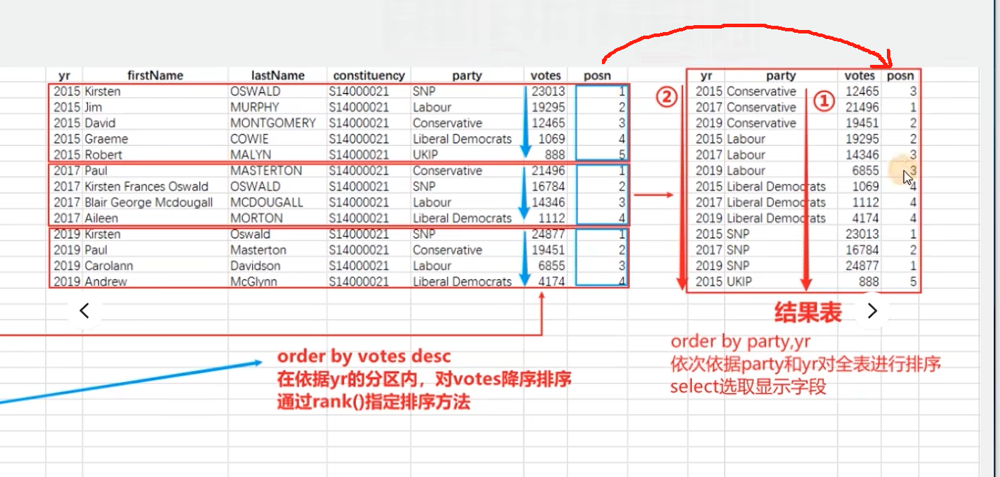 yr firstName lastName constituency party votes posn
2015 Kirsten OSWALD S14000021 SNP 23013 1
2015 Jim MURPHY S14000021 Labour 19295 2
2015 David MONTGOMERY S14000021 Conservative 12465 3
2015 Graeme COWIE S14000021 Liberal Democrats 1069 4
2015 Robert MALYN S14000021 UKIP 888 5
2017 Paul MASTERTON S14000021 Conservative 21496 1
2017 Kirsten Frances Oswald OSWALD S14000021 SNP 16784 2
2017 Blair George Mcdougall MCDOUGALL S14000021 Labour 14346 3
2017 Aileen MORTON S14000021 Liberal Democrats 1112 4
2019 Kirsten Oswald S14000021 SNP 24877 1
2019 Paul Masterton S14000021 Conservative 19451 2
2019 Carolann Davidson S14000021 Labour 6855 3
2019 Andrew McGlynn S14000021 Liberal Democrats 4174 4
order by votes desc
在依据yr的分区内，对votes降序排序
通过rank()指定排序方法
②
①
yr party votes posn
2015 Conservative 12465 3
2017 Conservative 21496 1
2019 Conservative 19451 2
2015 Labour 19295 2
2017 Labour 14346 3
2019 Labour 6855 3
2015 Liberal Democrats 1069 4
2017 Liberal Democrats 1112 4
2019 Liberal Democrats 4174 4
2015 SNP 23013 1
2017 SNP 16784 2
2019 SNP 24877 1
2015 UKIP 888 5
结果表
order by party,yr
依次依据party和yr对全表进行排序
select选取显示字段